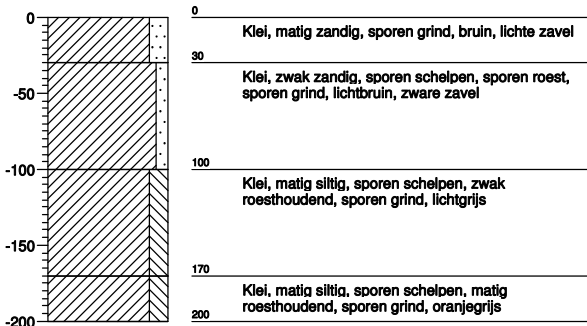 0
-50
-100
-150
-200
0
Klei, matig zandig, sporen grind, bruin, lichte zavel
30
Klei, zwak zandig, sporen schelpen, sporen roest,
sporen grind, lichtbruin, zware zavel
100
Klei, matig siltig, sporen schelpen, zwak
roesthoudend, sporen grind, lichtgrijs
170
Klei, matig siltig, sporen schelpen, matig
roesthoudend, sporen grind, oranjegrijs
200